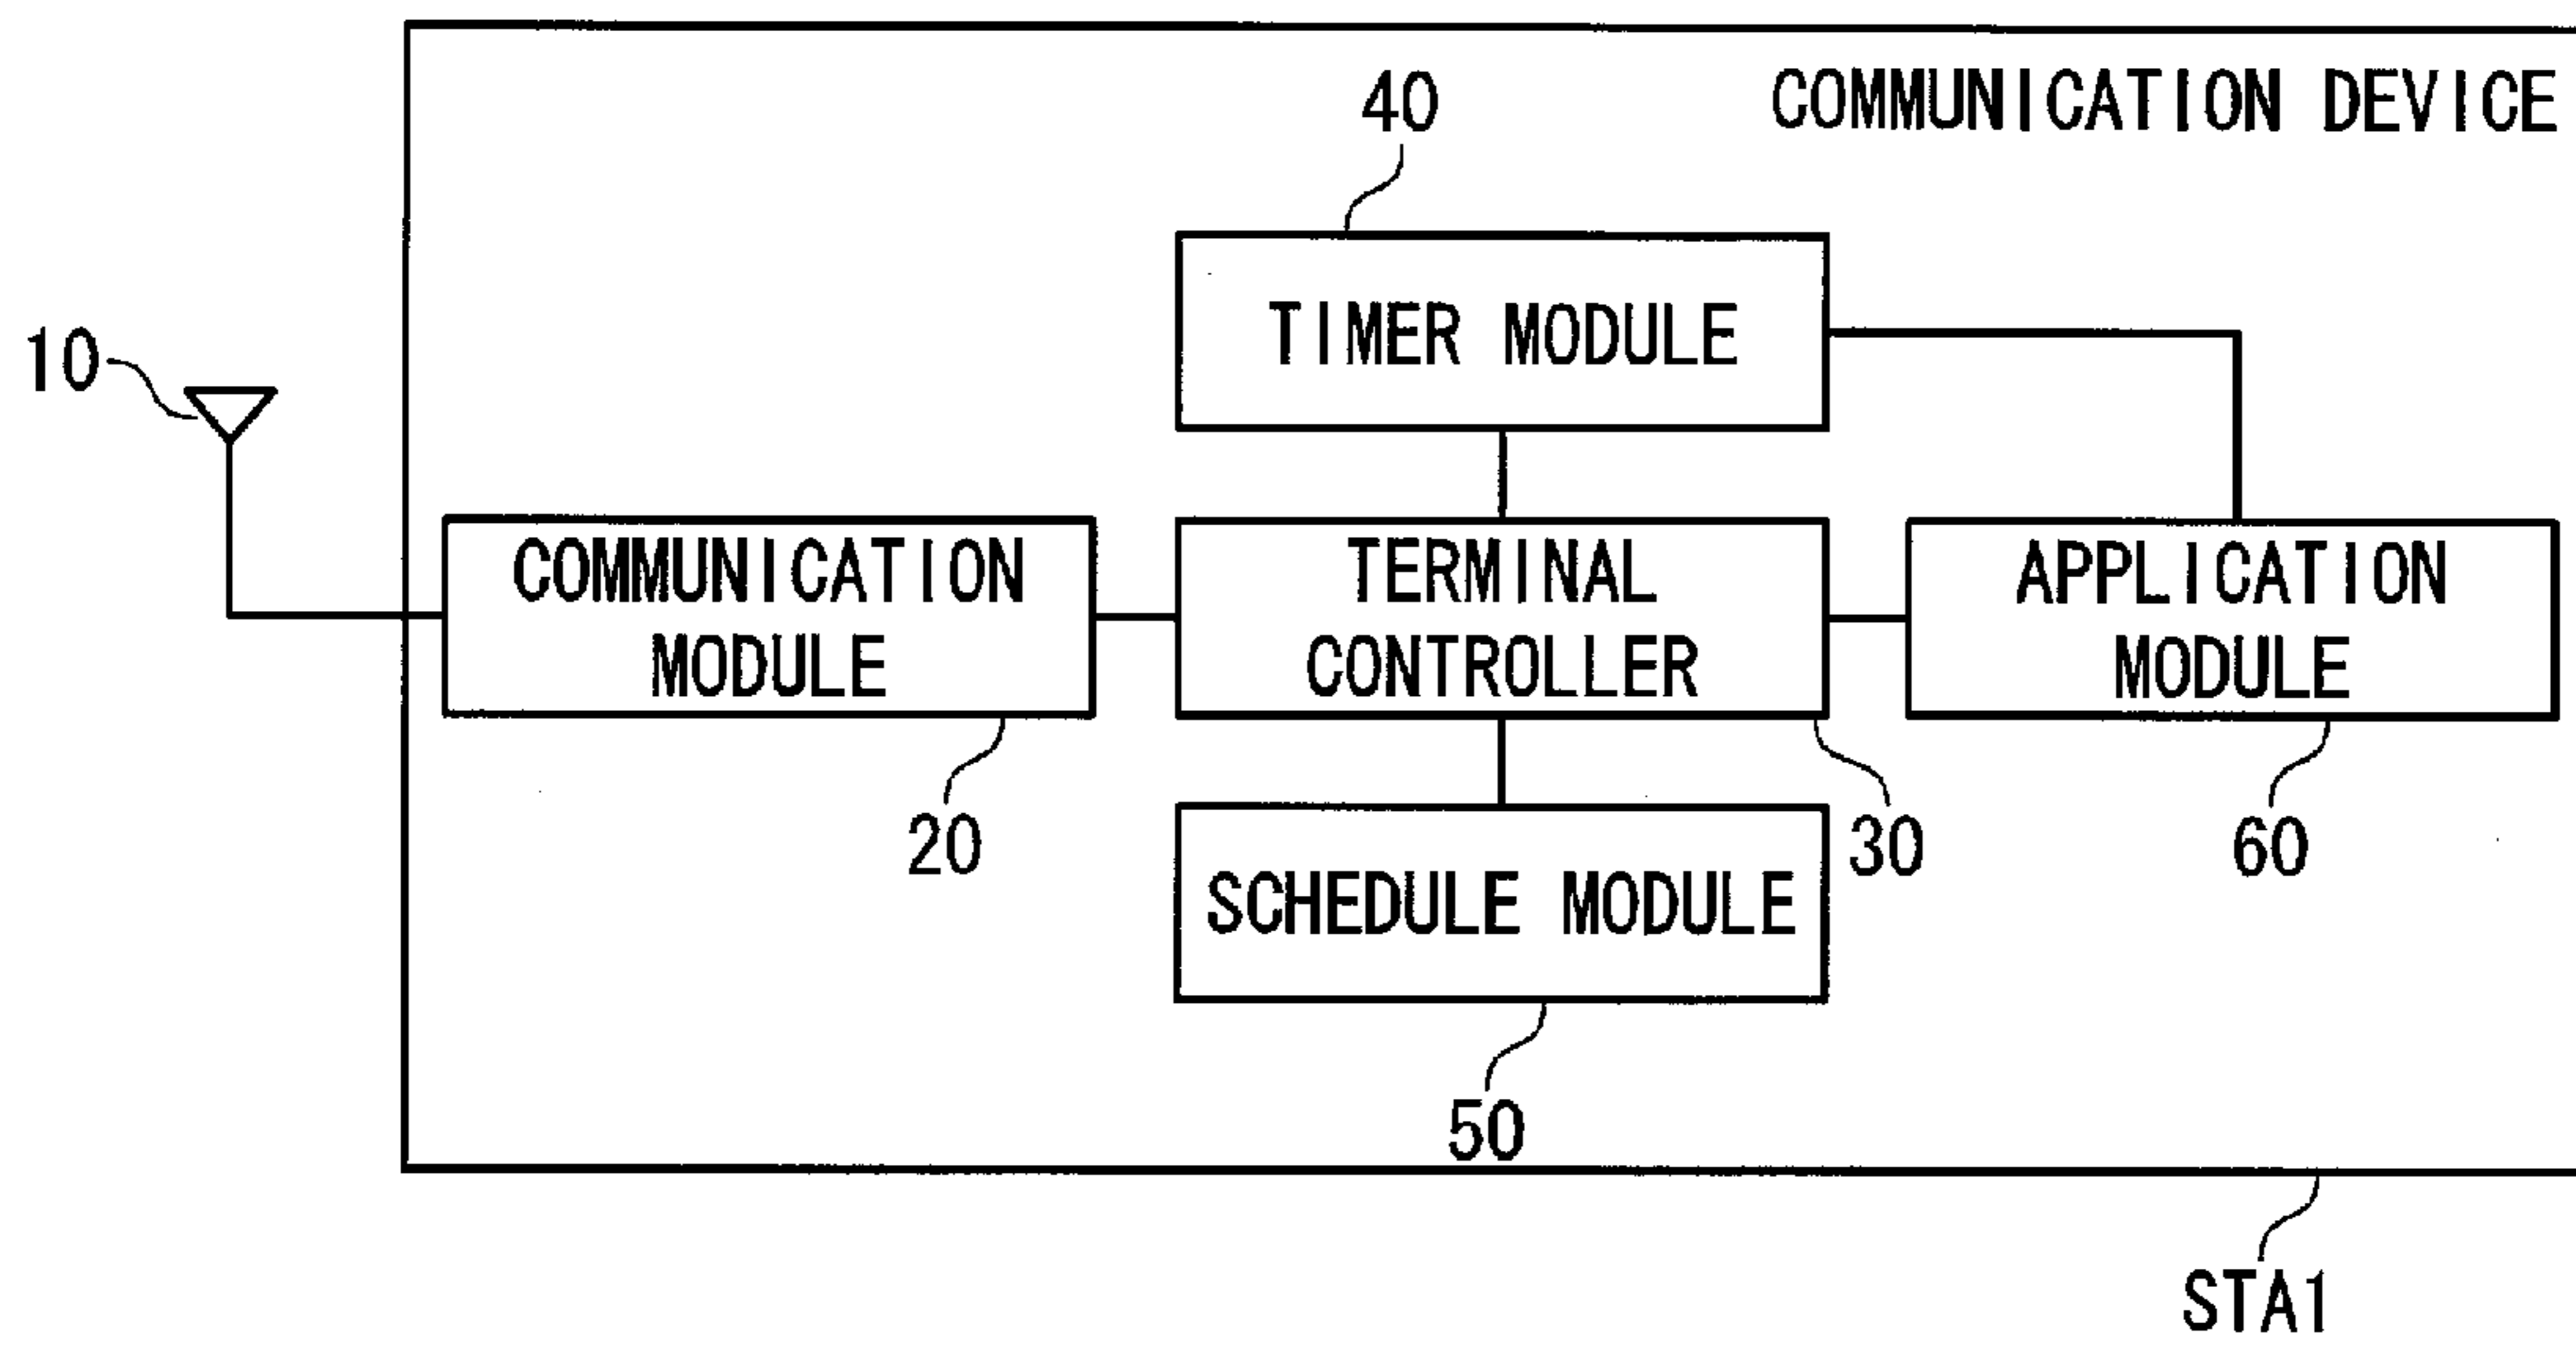 COMMUNICATION DEVICE
40
TIMER MODULE
10
COMMUNICATION
MODULE
TERMINAL
CONTROLLER
APPLICATION
MODULE
20
30
60
SCHEDULE MODULE
50
STA1